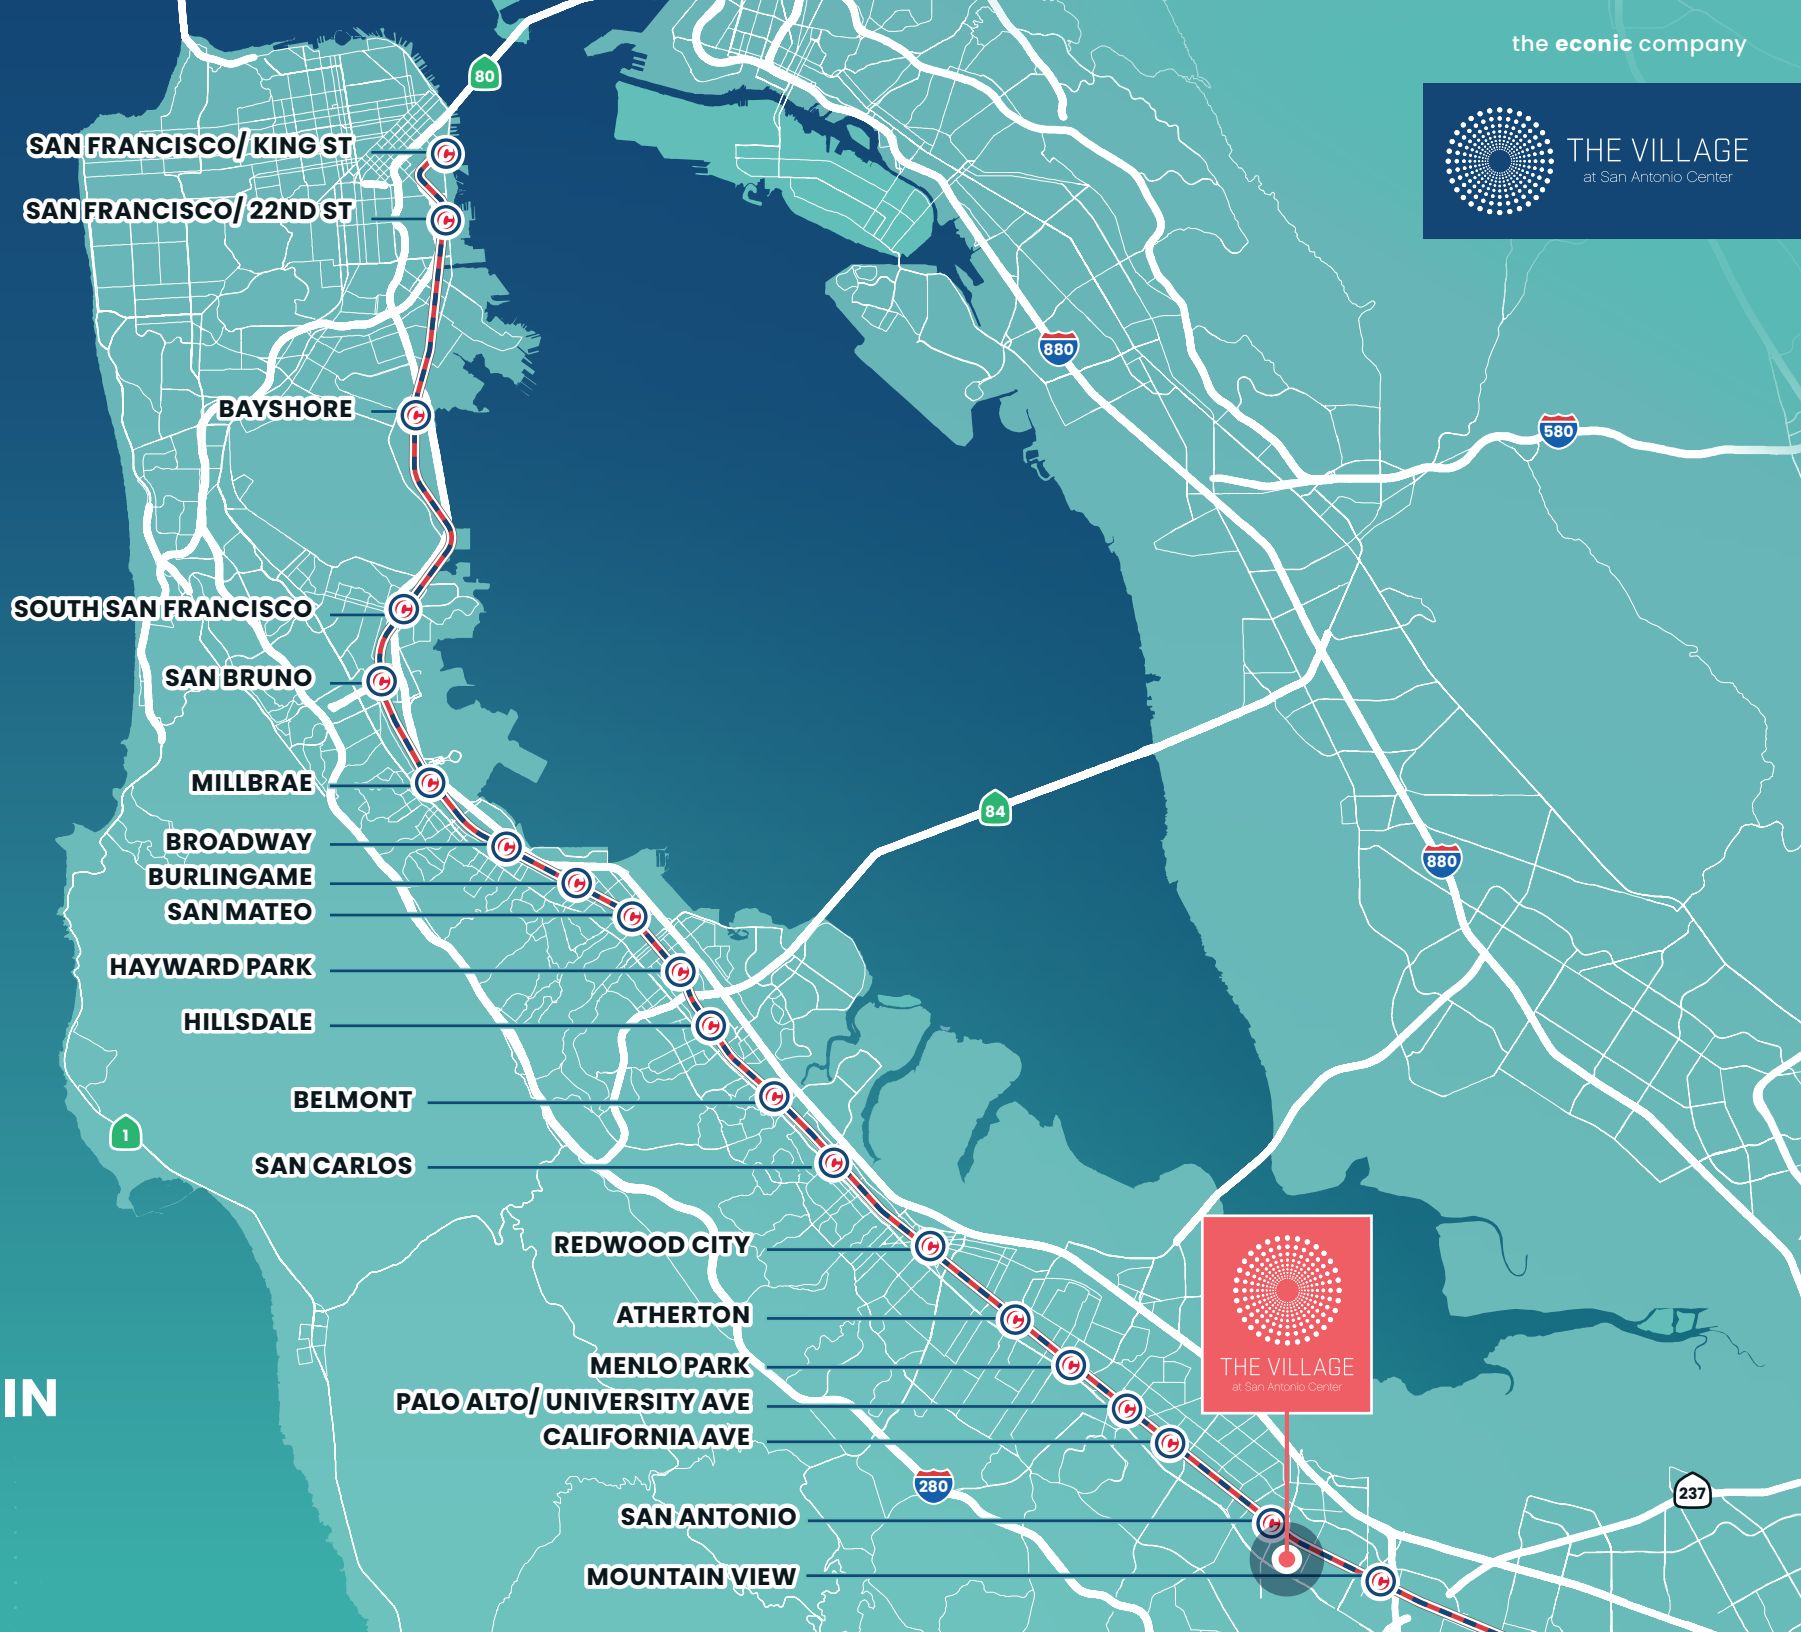 the econic company
THE VILLAGE
at San Antonio Center
80
SAN FRANCISCO/ KING ST
SAN FRANCISCO/ 22ND ST
880
BAYSHORE
580
SOUTH SAN FRANCISCO
SAN BRUNO
MILLBRAE
84
BROADWAY
880
BURLINGAME
SAN MATEO
HAYWARD PARK
HILLSDALE
BELMONT
1
SAN CARLOS
REDWOOD CITY
ATHERTON
MENLO PARK
THE VILLAGE
at San Antonio Center
IN
PALO ALTO/ UNIVERSITY AVE
CALIFORNIA AVE
280
237
SAN ANTONIO
MOUNTAIN VIEW